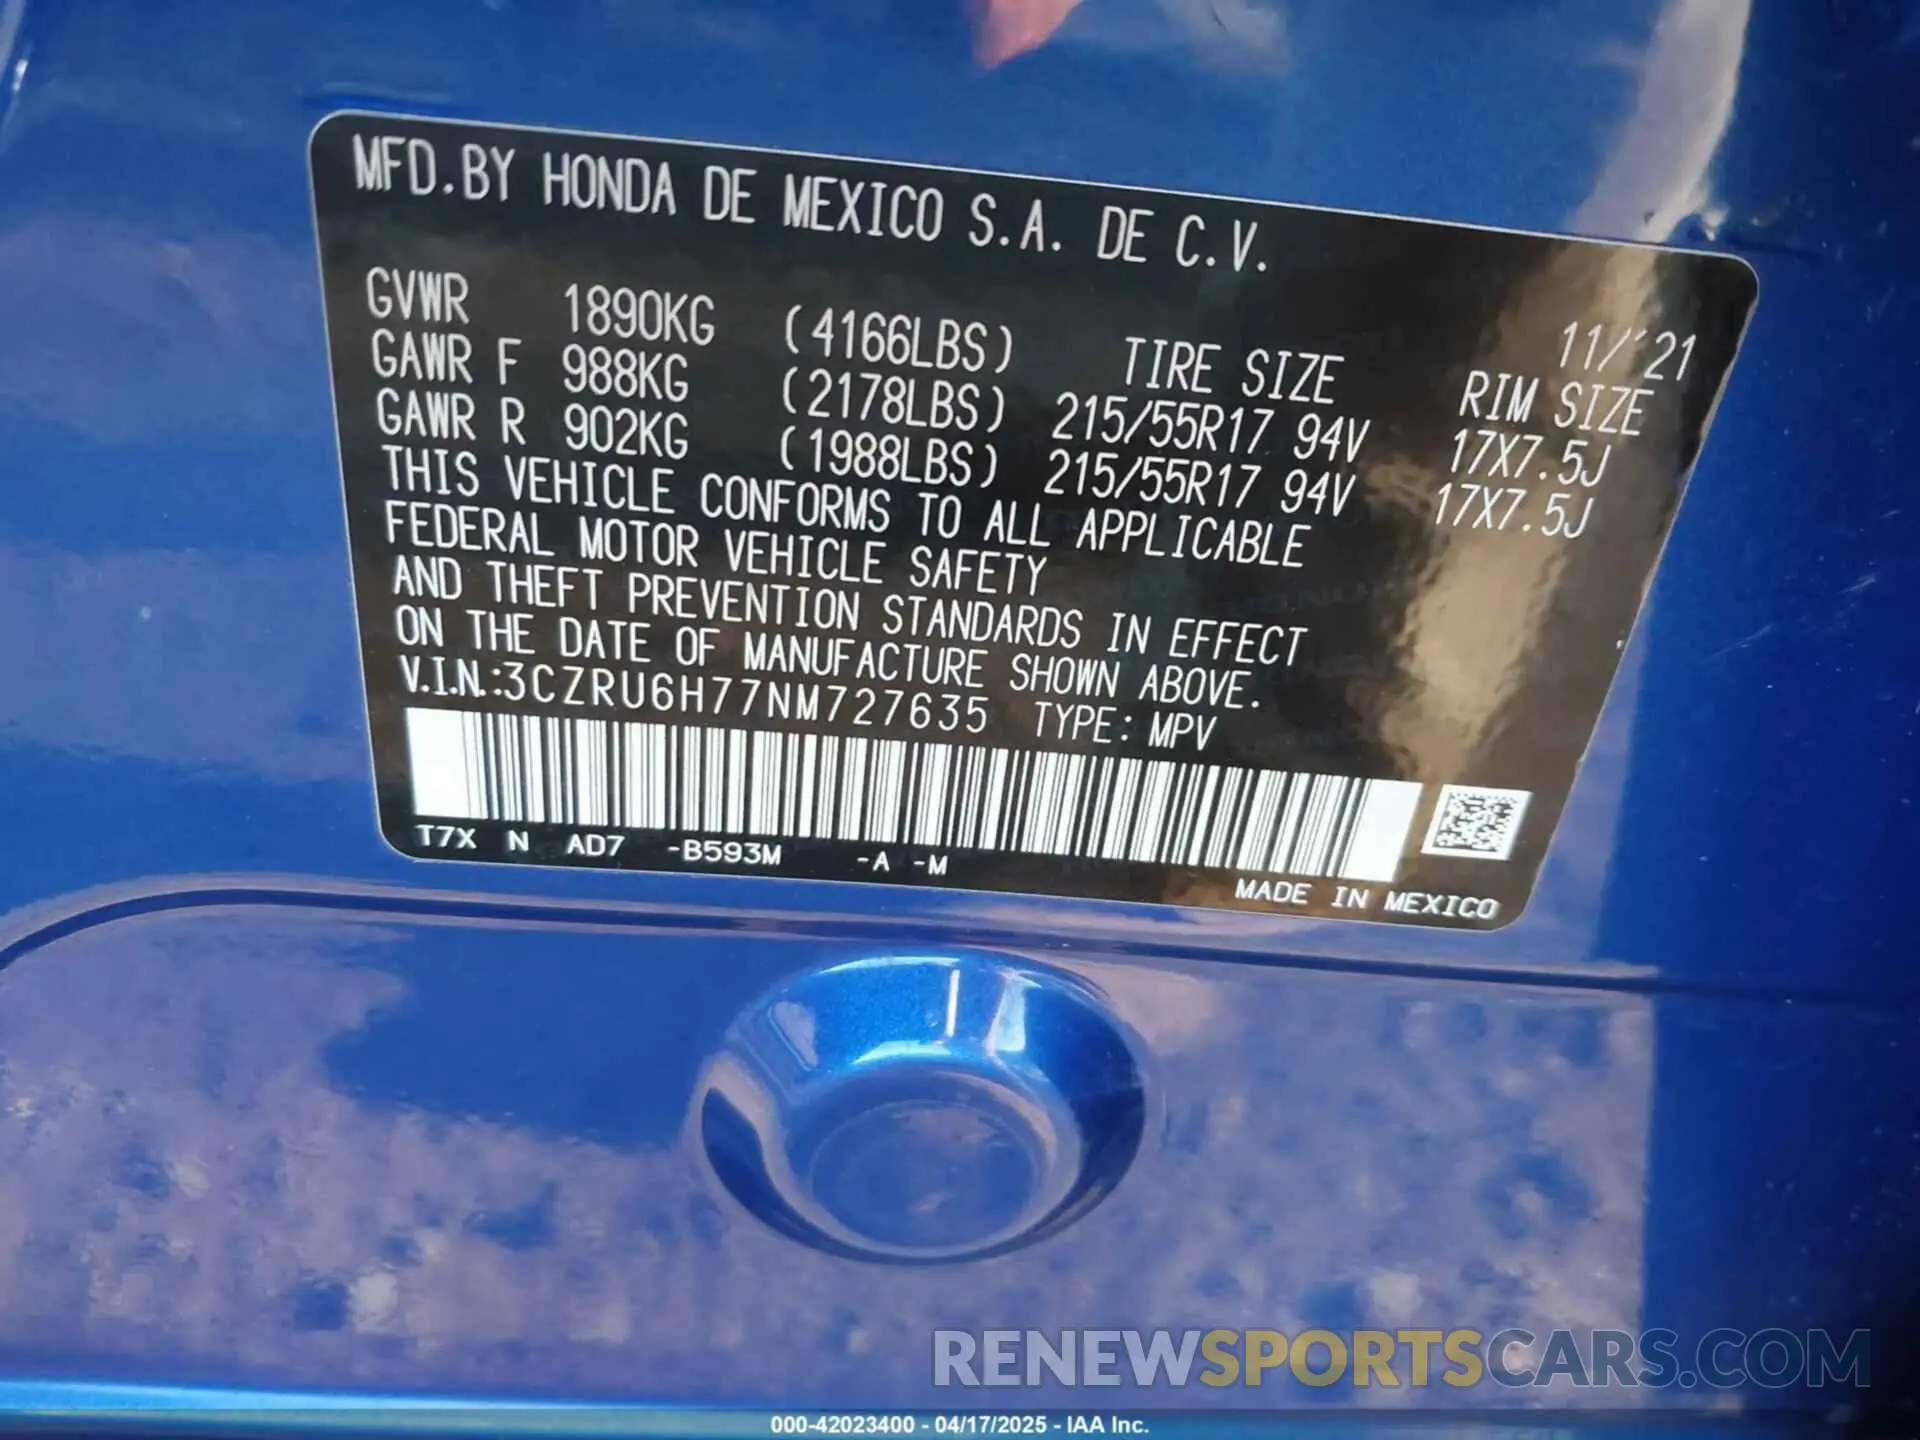 MFD.BY HONDA DE MEXICO S.A. DE C.V.
11/'21
GVWR 1890KG (4166LBS) TIRE SIZE RIM SIZE
GAWR F 988KG (2178LBS) 215/55R17 94V 17X7.5J
GAWR R 902KG (1988LBS) 215/55R17 94V 17X7.5J
THIS VEHICLE CONFORMS TO ALL APPLICABLE
FEDERAL MOTOR VEHICLE SAFETY
AND THEFT PREVENTION STANDARDS IN EFFECT
ON THE DATE OF MANUFACTURE SHOWN ABOVE.
V.I.N.:3CZRU6H77NM727635 TYPE: MPV
T7X N AD7 -B593M -A -M
MADE IN MEXICO
RENEWSPORTSCARS.COM
000-42023400 - 04/17/2025 - IAA Inc.